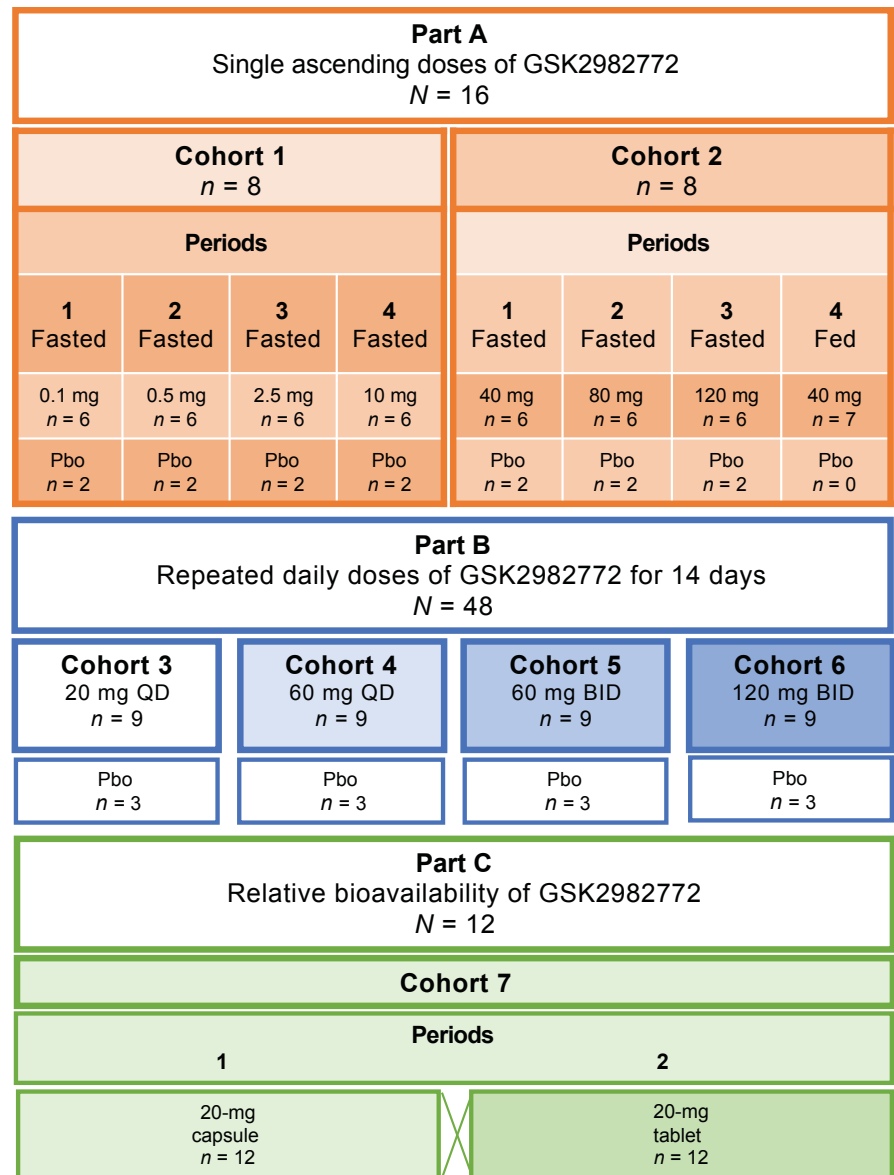 Part A
Single ascending doses of GSK2982772
N = 16
Cohort 1
n = 8
Cohort 2
n = 8
Periods
Periods
1 2 3 4 1 2 3 4
Fasted Fasted Fasted Fasted Fasted Fasted Fasted Fed
0.1 mg 0.5 mg 2.5 mg 10 mg 40 mg 80 mg 120 mg 40 mg
n = 6 n = 6 n = 6 n = 6 n = 6 n = 6 n = 6 n = 7
Pbo Pbo Pbo Pbo Pbo Pbo Pbo Pbo
n = 2 n = 2 n = 2 n = 2 n = 2 n = 2 n = 2 n = 0
Part B
Repeated daily doses of GSK2982772 for 14 days
N = 48
Cohort 3 Cohort 4 Cohort 5 Cohort 6
20 mg QD 60 mg QD 60 mg BID 120 mg BID
n = 9 n = 9 n = 9 n = 9
Pbo Pbo Pbo Pbo
n = 3 n = 3 n = 3 n = 3
Part C
Relative bioavailability of GSK2982772
N = 12
Cohort 7
Periods
1 2
20-mg 20-mg
capsule tablet
n = 12 n = 12